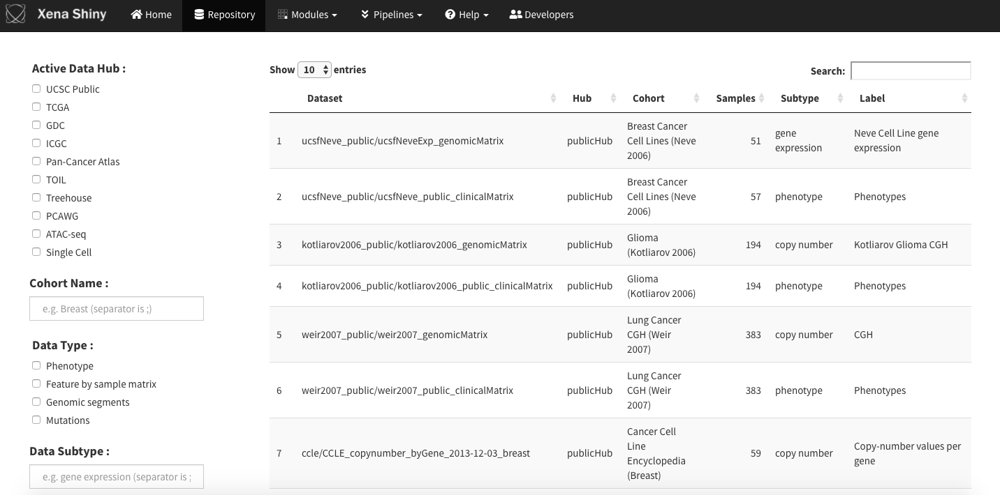 Xena Shiny Home Repository Modules Pipelines Help Developers
Active Data Hub :
UCSC Public
TCGA
GDC
ICGC
Pan-Cancer Atlas
TOIL
Treehouse
PCAWG
ATAC-seq
Single Cell
Cohort Name :
e.g. Breast (separator is ;)
Data Type :
Phenotype
Feature by sample matrix
Genomic segments
Mutations
Data Subtype :
e.g. gene expression (separator is ;
Show 10 entries
Search:
Dataset Hub Cohort Samples Subtype Label
1 ucsfNeve_public/ucsfNeveExp_genomicMatrix publicHub Breast Cancer Cell Lines (Neve 2006) 51 gene expression Neve Cell Line gene expression
2 ucsfNeve_public/ucsfNeve_public_clinicalMatrix publicHub Breast Cancer Cell Lines (Neve 2006) 57 phenotype Phenotypes
3 kotliarov2006_public/kotliarov2006_genomicMatrix publicHub Glioma (Kotliarov 2006) 194 copy number Kotliarov Glioma CGH
4 kotliarov2006_public/kotliarov2006_public_clinicalMatrix publicHub Glioma (Kotliarov 2006) 194 phenotype Phenotypes
5 weir2007_public/weir2007_genomicMatrix publicHub Lung Cancer CGH (Weir 2007) 383 copy number CGH
6 weir2007_public/weir2007_public_clinicalMatrix publicHub Lung Cancer CGH (Weir 2007) 383 phenotype Phenotypes
7 ccle/CCLE_copynumber_byGene_2013-12-03_breast publicHub Cancer Cell Line Encyclopedia (Breast) 59 copy number Copy-number values per gene